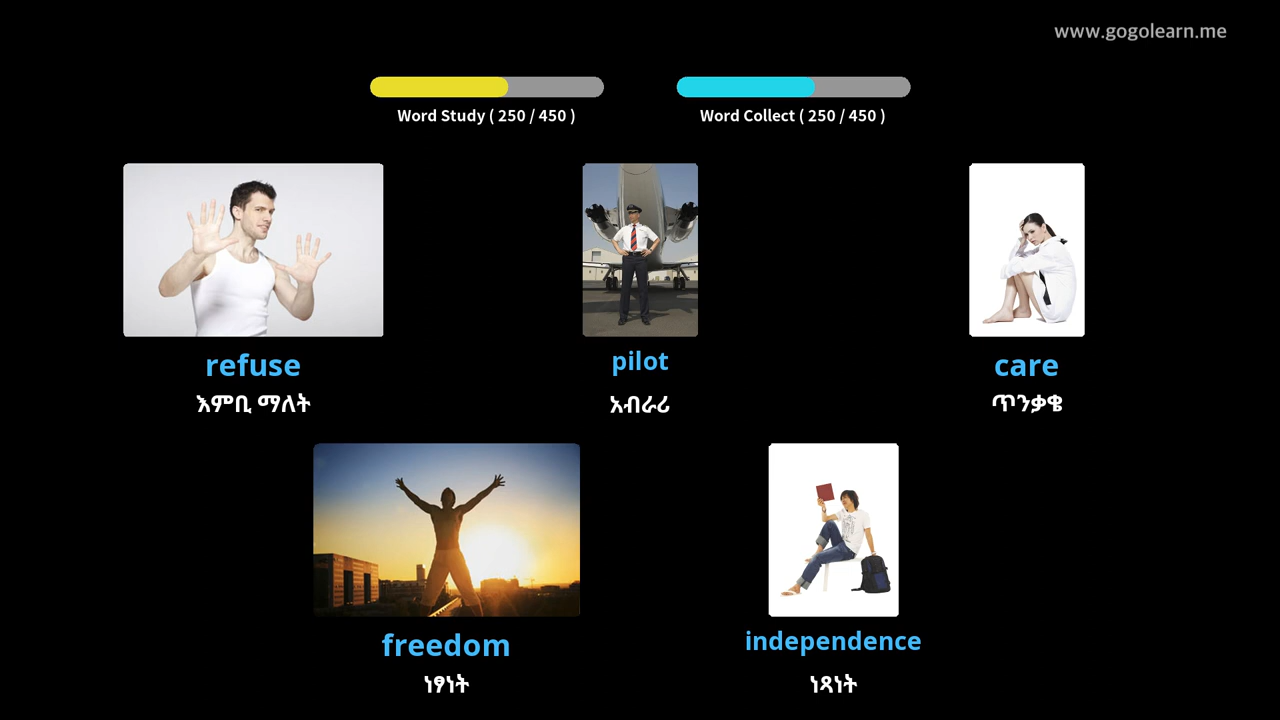 www.gogolearn.me
Word Study ( 250 / 450 )
Word Collect ( 250 / 450 )
refuse
እምቢ ማለት
pilot
አብራሪ
care
ጥንቃቄ
freedom
ነፃነት
independence
ነጻነት